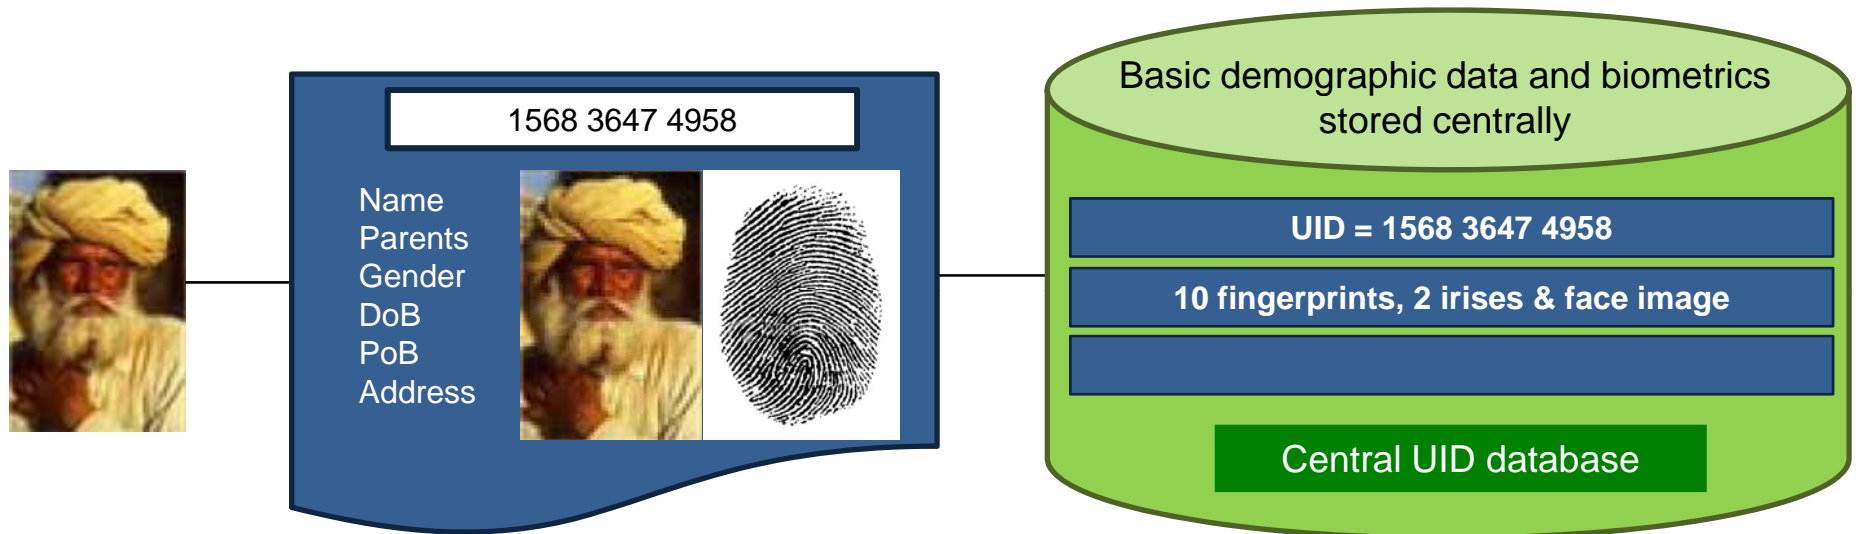 1568 3647 4958
Name
Parents
Gender
DoB
PoB
Address
Basic demographic data and biometrics
stored centrally
UID = 1568 3647 4958
10 fingerprints, 2 irises & face image
Central UID database